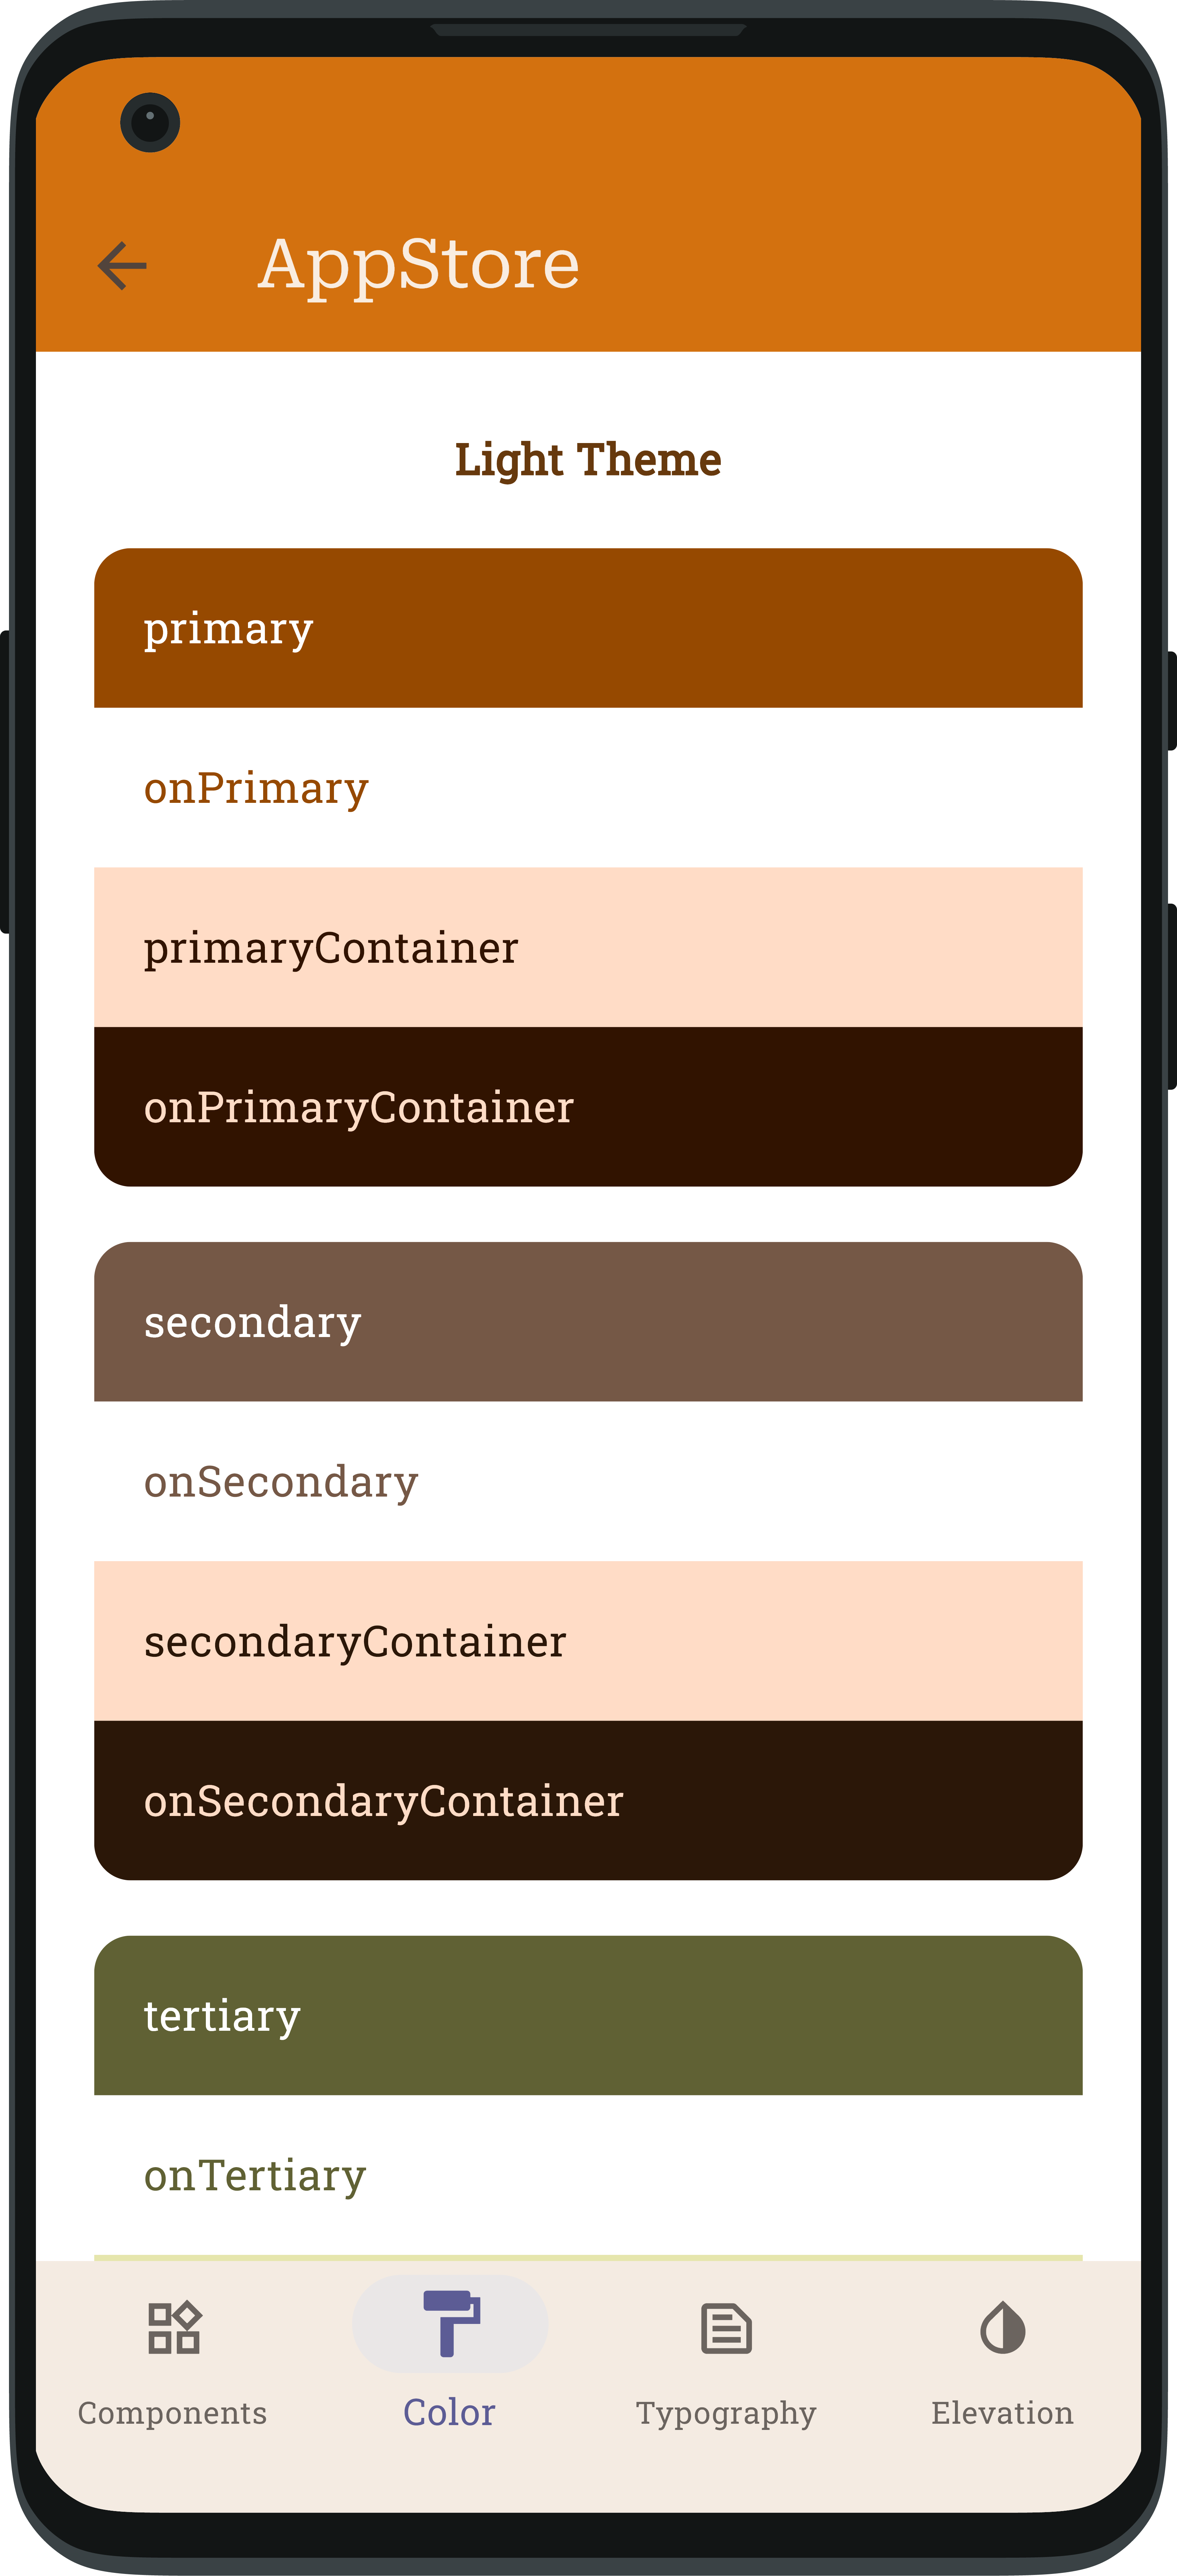 AppStore
Light Theme
primary
onPrimary
primaryContainer
onPrimaryContainer
secondary
onSecondary
secondaryContainer
onSecondaryContainer
tertiary
onTertiary
Components
Color
Typography
Elevation